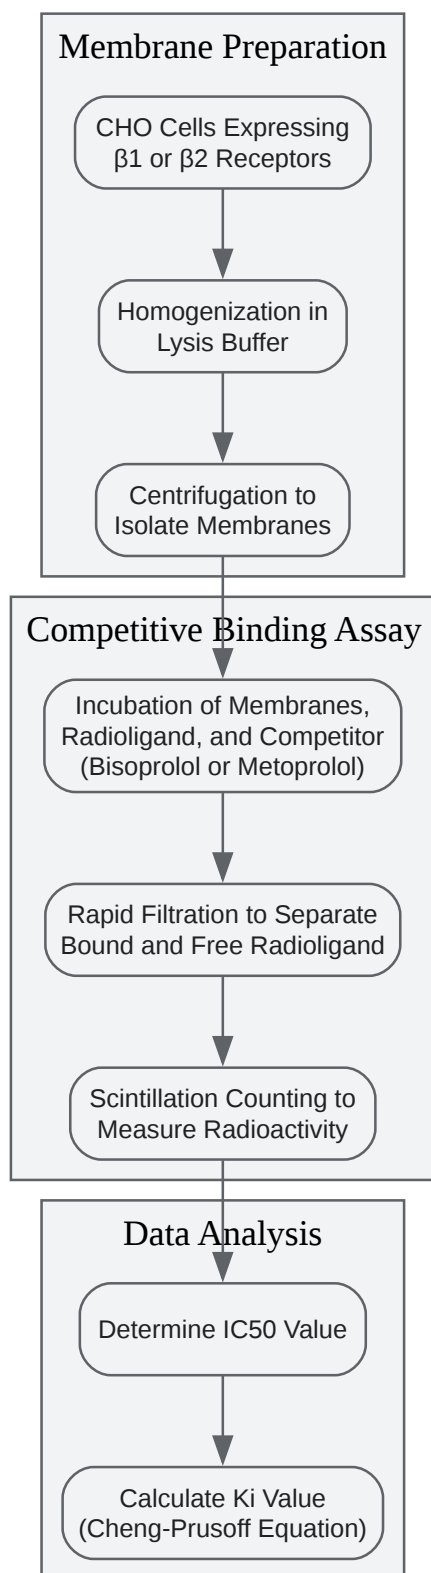 Membrane Preparation
CHO Cells Expressing
β1 or β2 Receptors
Homogenization in
Lysis Buffer
Centrifugation to
Isolate Membranes
Competitive Binding Assay
Incubation of Membranes,
Radioligand, and Competitor
(Bisoprolol or Metoprolol)
Rapid Filtration to Separate
Bound and Free Radioligand
Scintillation Counting to
Measure Radioactivity
Data Analysis
Determine IC50 Value
Calculate Ki Value
(Cheng-Prusoff Equation)